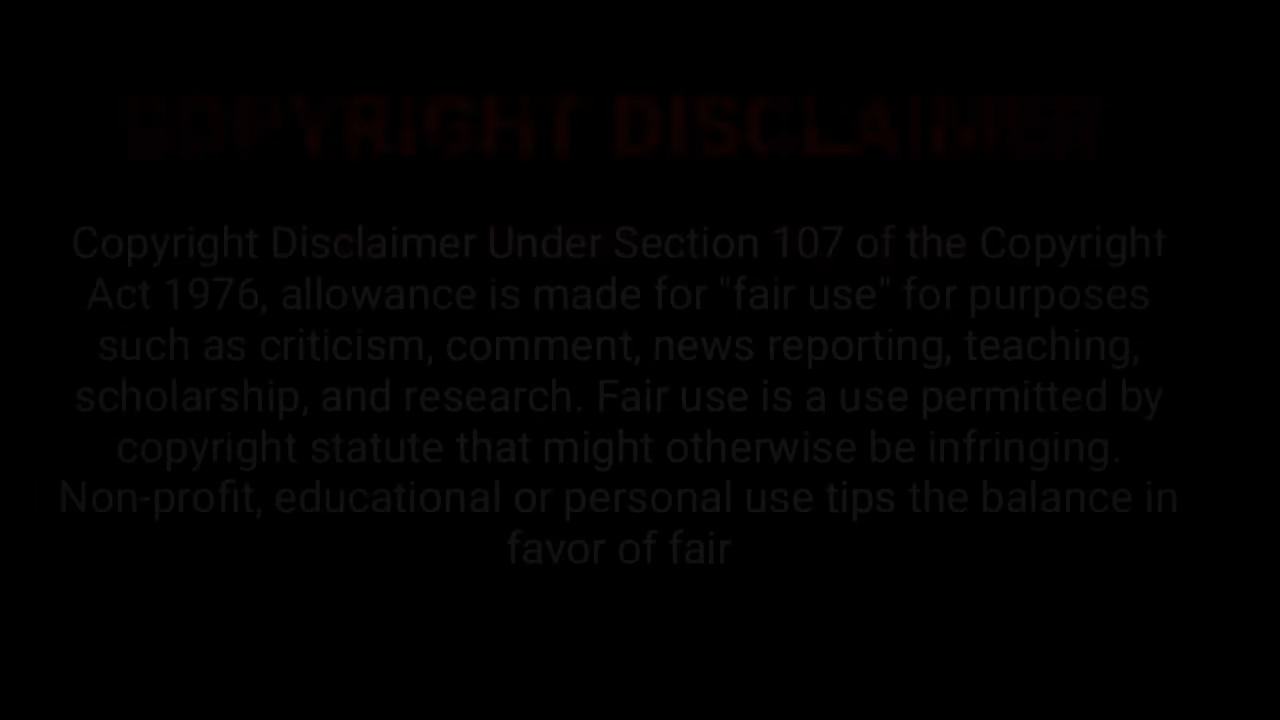 COPYRIGHT DISCLAIMER
Copyright Disclaimer Under Section 107 of the Copyright
Act 1976, allowance is made for "fair use" for purposes
such as criticism, comment, news reporting, teaching,
scholarship, and research. Fair use is a use permitted by
copyright statute that might otherwise be infringing.
Non-profit, educational or personal use tips the balance in
favor of fair